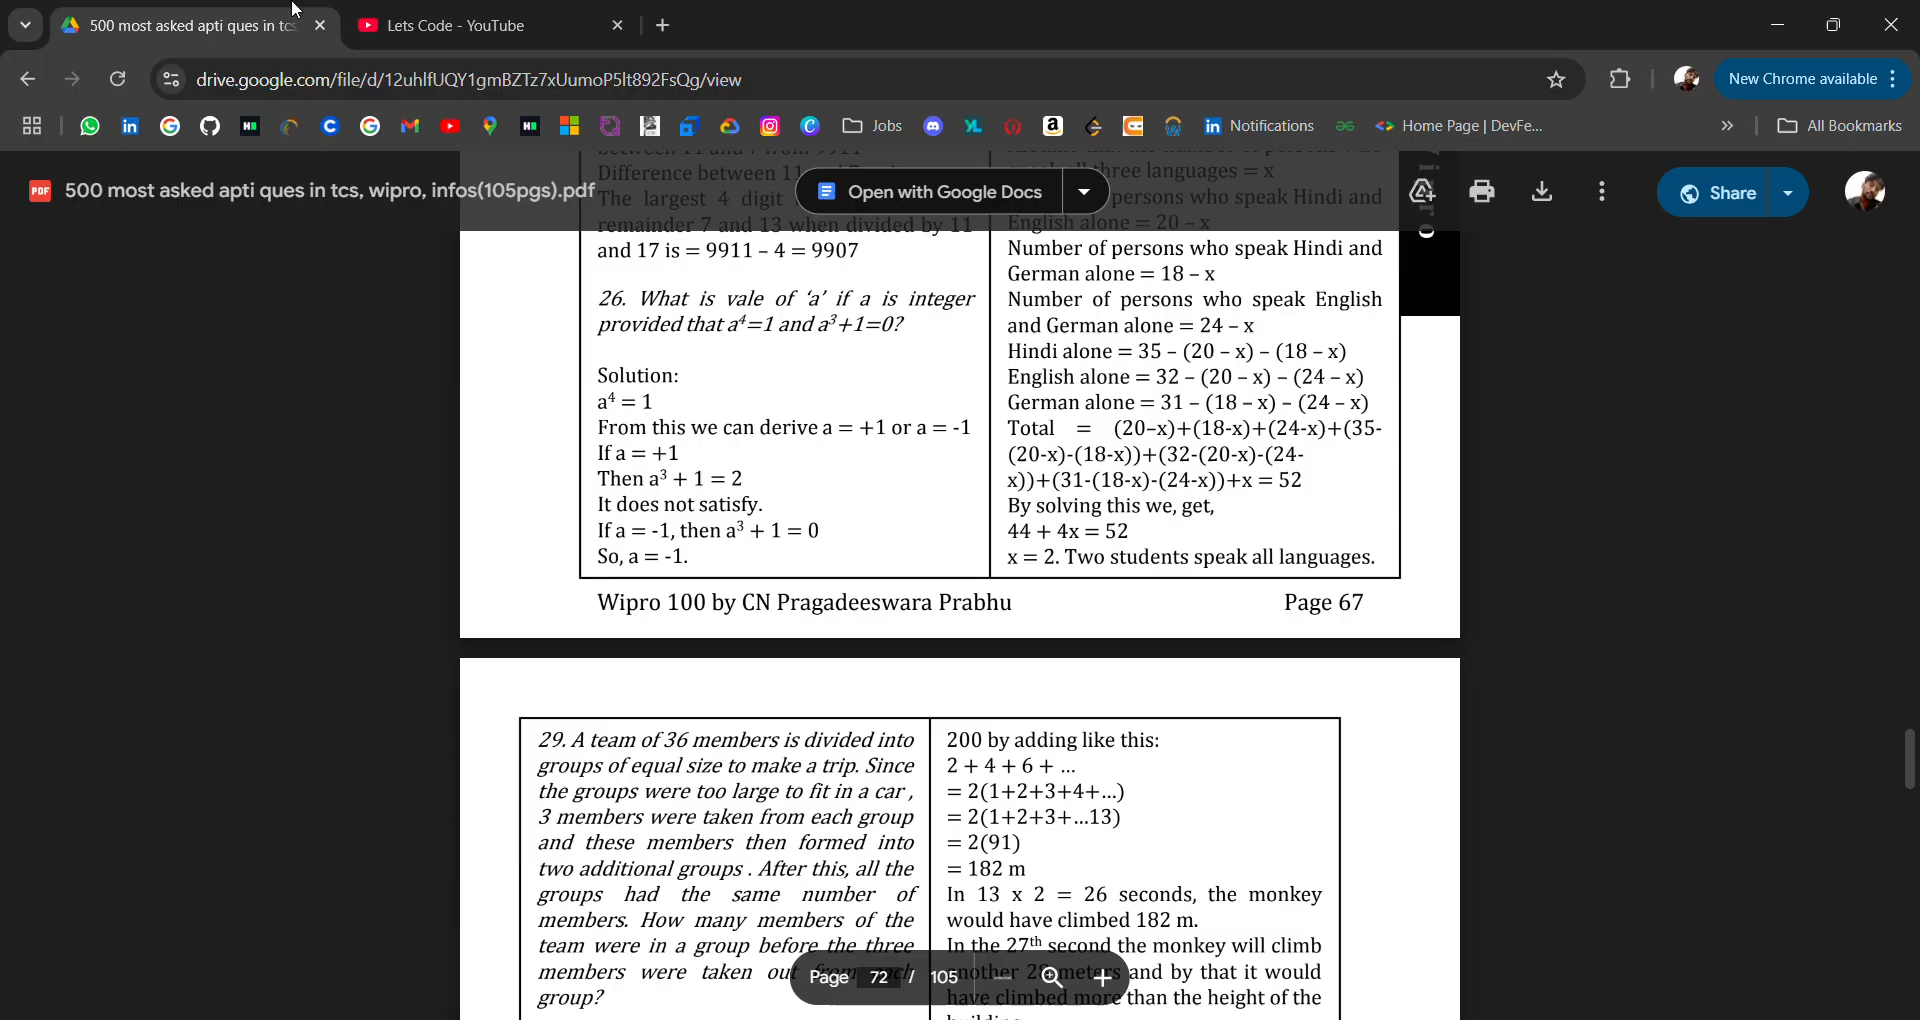 500 most asked apti ques in tcs
Lets Code - YouTube
drive.google.com/file/d/12uhlfUQY1gmBZTz7xUumoP5lt892FsQg/view
New Chrome available
Jobs
Notifications
Home Page | DevFe...
All Bookmarks
500 most asked apti ques in tcs, wipro, infos(105pgs).pdf
Open with Google Docs
Share
Difference between 11
The largest 4 digit
remainder 7 and 13 when divided by 11
and 17 is = 9911 – 4 = 9907
26. What is vale of ‘a’ if a is integer
provided that a⁴=1 and a³+1=0?
Solution:
a⁴ = 1
From this we can derive a = +1 or a = -1
If a = +1
Then a³ + 1 = 2
It does not satisfy.
If a = -1, then a³ + 1 = 0
So, a = -1.
three languages = x
persons who speak Hindi and
English alone = 20 – x
Number of persons who speak Hindi and
German alone = 18 – x
Number of persons who speak English
and German alone = 24 – x
Hindi alone = 35 – (20 – x) – (18 – x)
English alone = 32 – (20 – x) – (24 – x)
German alone = 31 – (18 – x) – (24 – x)
Total = (20–x)+(18-x)+(24-x)+(35-
(20-x)-(18-x))+(32-(20-x)-(24-
x))+(31-(18-x)-(24-x))+x = 52
By solving this we, get,
44 + 4x = 52
x = 2. Two students speak all languages.
Wipro 100 by CN Pragadeeswara Prabhu
Page 67
29. A team of 36 members is divided into
groups of equal size to make a trip. Since
the groups were too large to fit in a car ,
3 members were taken from each group
and these members then formed into
two additional groups . After this, all the
groups had the same number of
members. How many members of the
team were in a group before the three
members were taken out from each
group?
200 by adding like this:
2 + 4 + 6 + ...
= 2(1+2+3+4+...)
= 2(1+2+3+...13)
= 2(91)
= 182 m
In 13 x 2 = 26 seconds, the monkey
would have climbed 182 m.
In the 27th second the monkey will climb
another 28 meters and by that it would
have climbed more than the height of the
Page 72 / 105